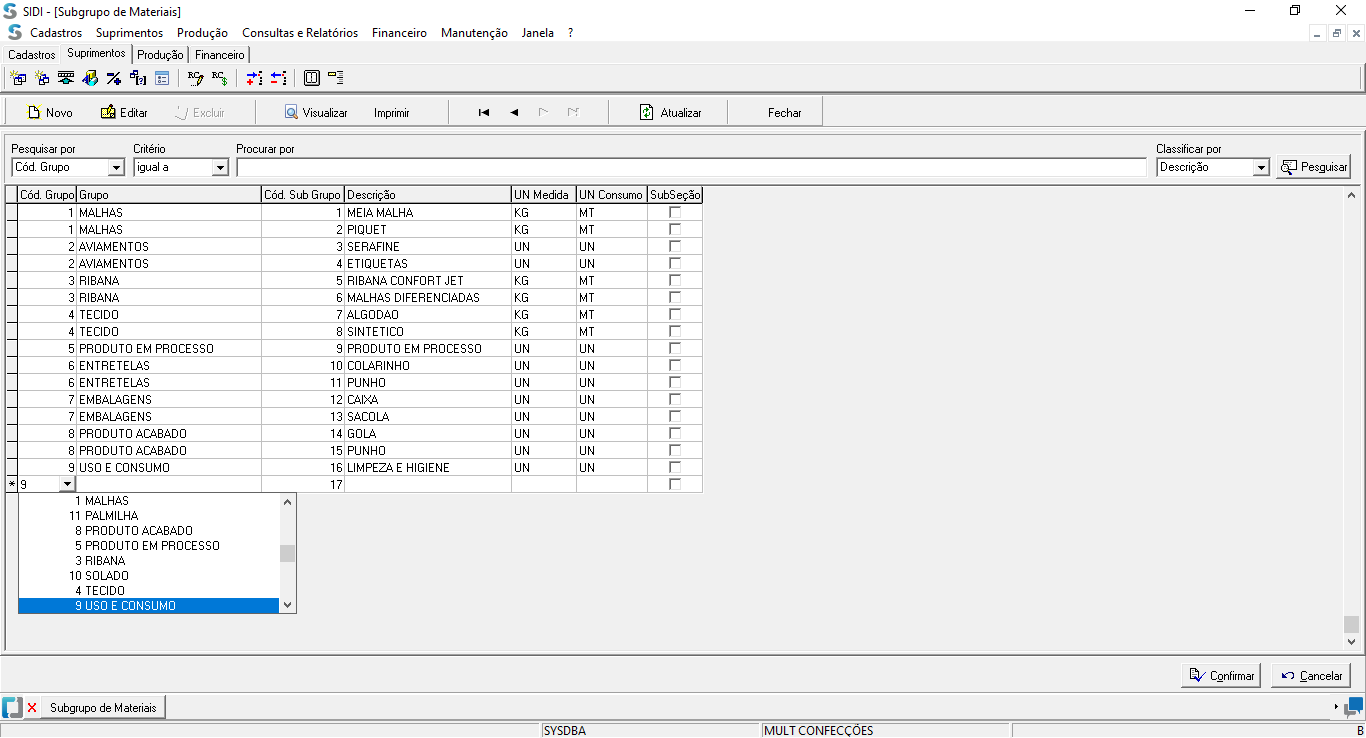 SIDI - [Subgrupo de Materiais]
Cadastros Suprimentos Produção Consultas e Relatórios Financeiro Manutenção Janela ?
Cadastros Suprimentos Produção Financeiro
Novo Editar Excluir Visualizar Imprimir Atualizar Fechar
Pesquisar por Critério Procurar por Classificar por
Cód. Grupo igual a Descrição Pesquisar
Cód. Grupo Grupo Cód. Sub Grupo Descrição UN Medida UN Consumo SubSeção
1 MALHAS 1 MEIA MALHA KG MT
1 MALHAS 2 PIQUET KG MT
2 AVIAMENTOS 3 SERAFINE UN UN
2 AVIAMENTOS 4 ETIQUETAS UN UN
3 RIBANA 5 RIBANA CONFORT JET KG MT
3 RIBANA 6 MALHAS DIFERENCIADAS KG MT
4 TECIDO 7 ALGODAO KG MT
4 TECIDO 8 SINTETICO KG MT
5 PRODUTO EM PROCESSO 9 PRODUTO EM PROCESSO UN UN
6 ENTRETELAS 10 COLARINHO UN UN
6 ENTRETELAS 11 PUNHO UN UN
7 EMBALAGENS 12 CAIXA UN UN
7 EMBALAGENS 13 SACOLA UN UN
8 PRODUTO ACABADO 14 GOLA UN UN
8 PRODUTO ACABADO 15 PUNHO UN UN
9 USO E CONSUMO 16 LIMPEZA E HIGIENE UN UN
* 9 17
1 MALHAS
11 PALMILHA
8 PRODUTO ACABADO
5 PRODUTO EM PROCESSO
3 RIBANA
10 SOLADO
4 TECIDO
9 USO E CONSUMO
Confirmar Cancelar
Subgrupo de Materiais
SYSDBA MULT CONFECÇÕES B